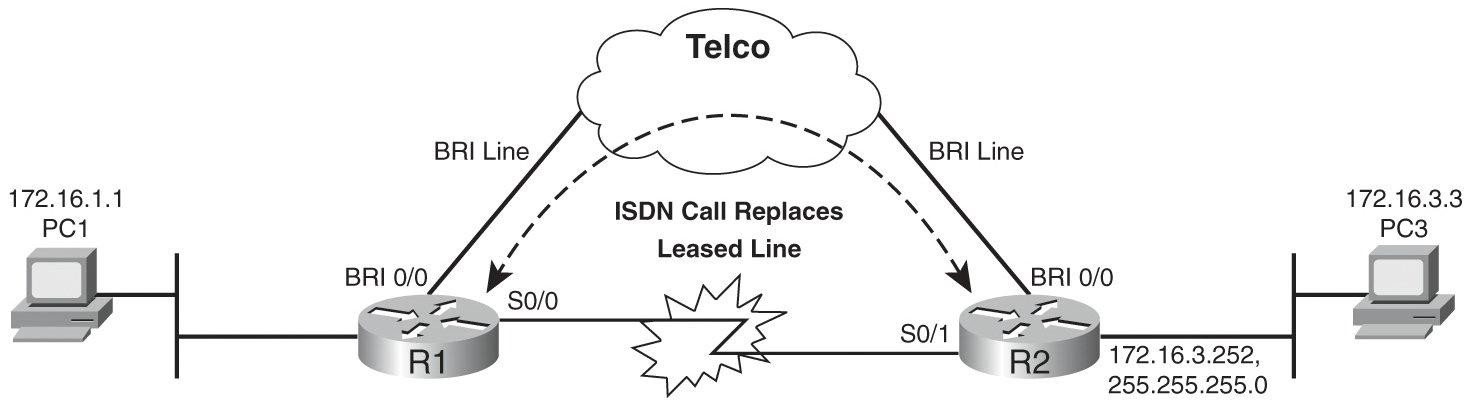 Telco
BRI Line
BRI Line
172.16.1.1
PC1
ISDN Call Replaces
Leased Line
172.16.3.3
PC3
BRI 0/0
BRI 0/0
S0/0
S0/1
R1
R2
172.16.3.252,
255.255.255.0